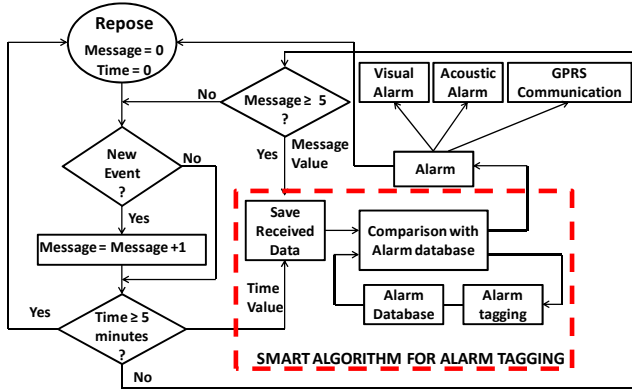 Repose
Message = 0
Time = 0
Visual
Alarm
Acoustic
Alarm
GPRS
Communication
No
Message ≥ 5
?
Yes
Message
Value
Alarm
New
Event
?
No
Yes
Message = Message +1
Save
Received
Data
Comparison with
Alarm database
Time
Value
Alarm
Database
Alarm
tagging
Yes
Time ≥ 5
minutes
?
No
SMART ALGORITHM FOR ALARM TAGGING